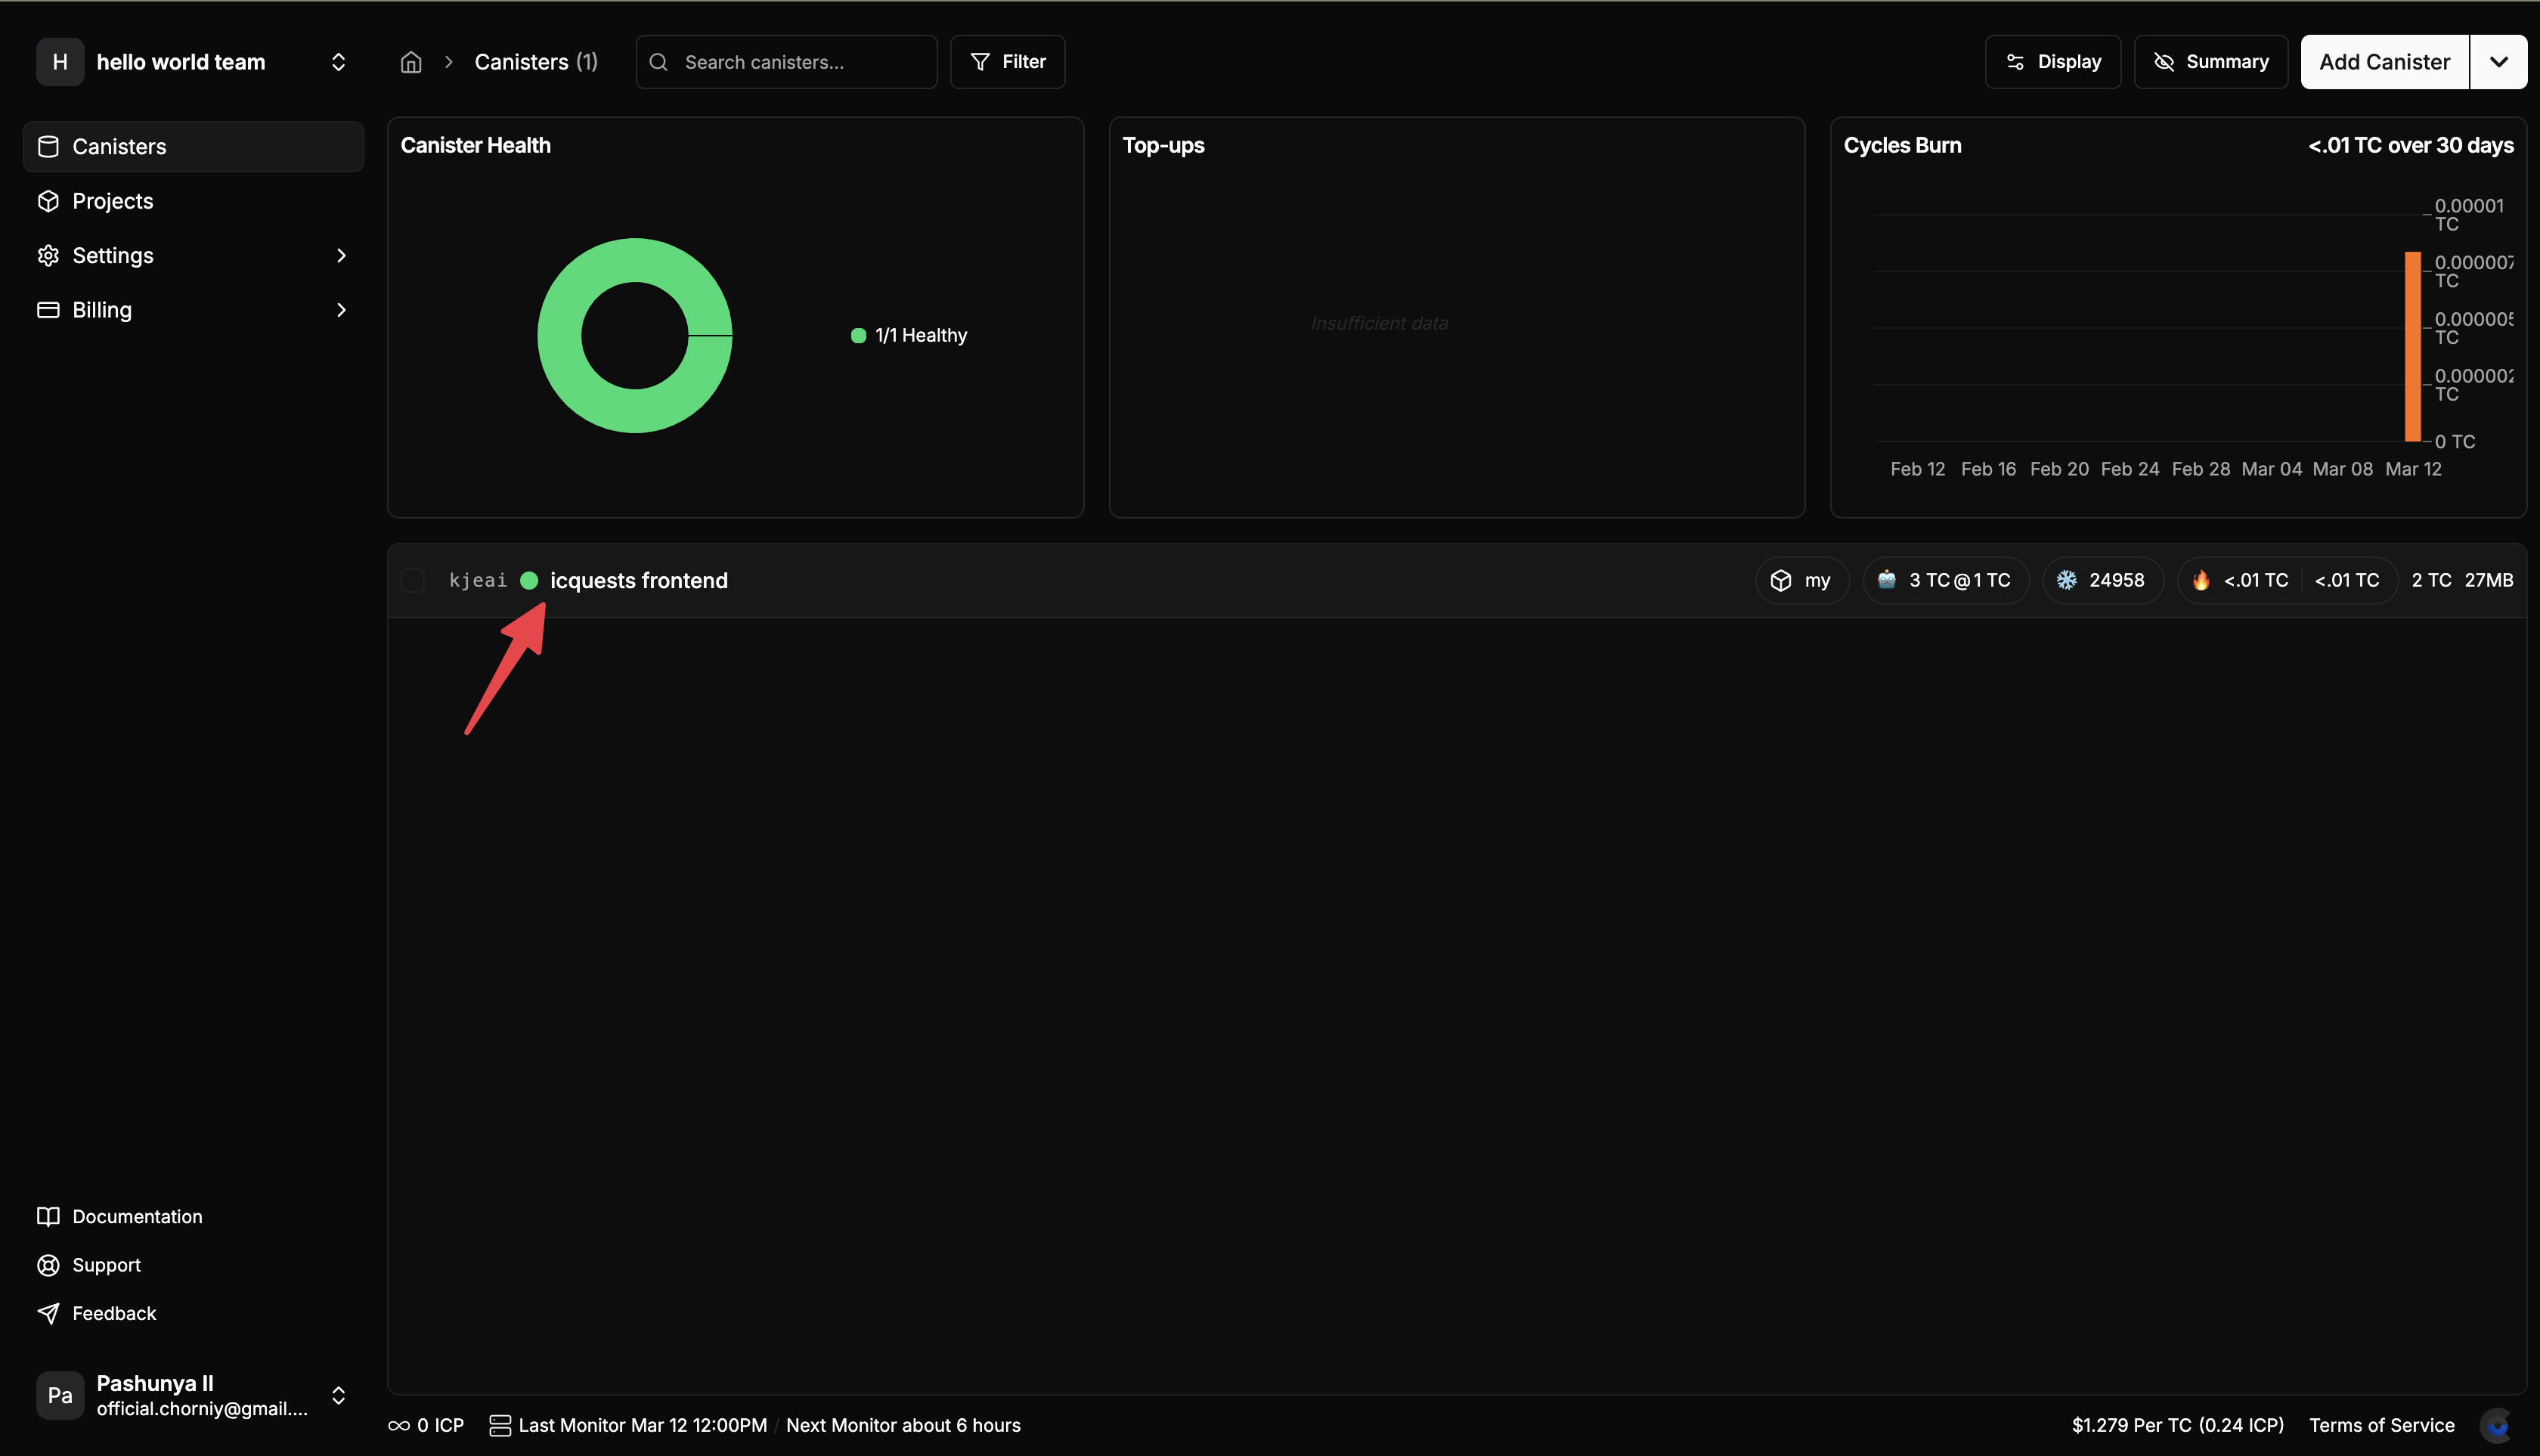 H hello world team
Canisters (1)
Search canisters...
Filter
Display
Summary
Add Canister
Canisters
Projects
Settings
Billing
Canister Health
1/1 Healthy
Top-ups
Insufficient data
Cycles Burn
<.01 TC over 30 days
0.00001
TC
0.000007
TC
0.000005
TC
0.000002
TC
0 TC
Feb 12 Feb 16 Feb 20 Feb 24 Feb 28 Mar 04 Mar 08 Mar 12
kjeai icquests frontend
my
3 TC@1 TC
24958
<.01 TC <.01 TC
2 TC 27MB
Documentation
Support
Feedback
Pa
Pashunya II
official.chorniy@gmail....
0 ICP
Last Monitor Mar 12 12:00PM / Next Monitor about 6 hours
$1.279 Per TC (0.24 ICP)
Terms of Service